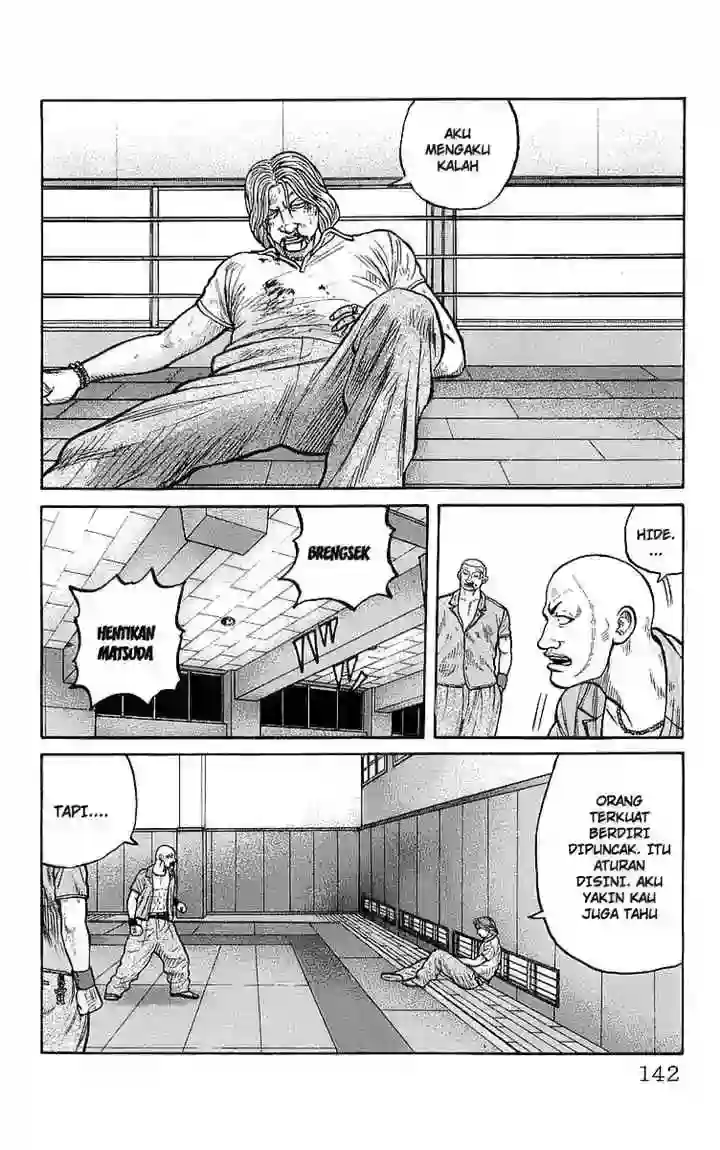 AKU
MENGAKU
KALAH
BRENGSEK
HENTIKAN
MATSUDA
HIDE.
...
TAPI....
ORANG
TERKUAT
BERDIRI
DIPUNCAK. ITU
ATURAN
DISINI. AKU
YAKIN KAU
JUGA TAHU
142